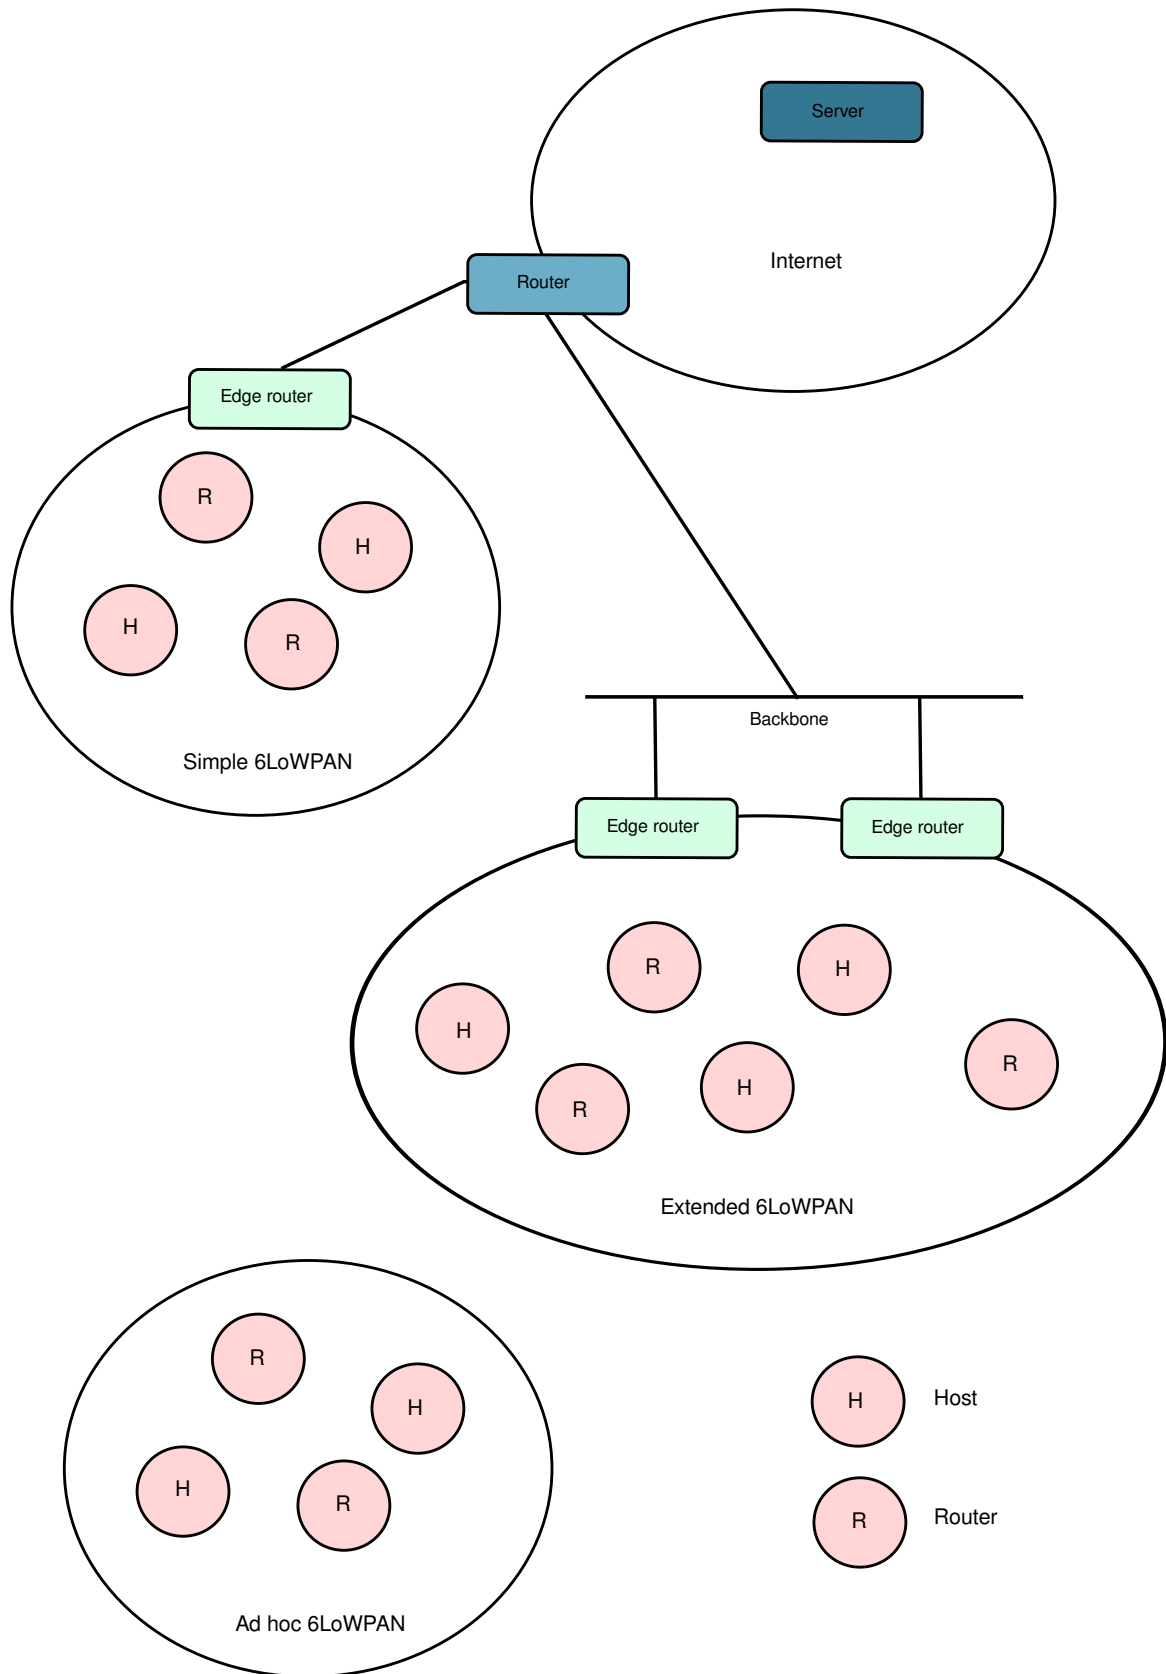 Server
Internet
Router
Edge router
R
H
H
R
Simple 6LoWPAN
Backbone
Edge router
Edge router
R
H
H
R
H
R
Extended 6LoWPAN
R
H
H
R
Ad hoc 6LoWPAN
H
Host
R
Router